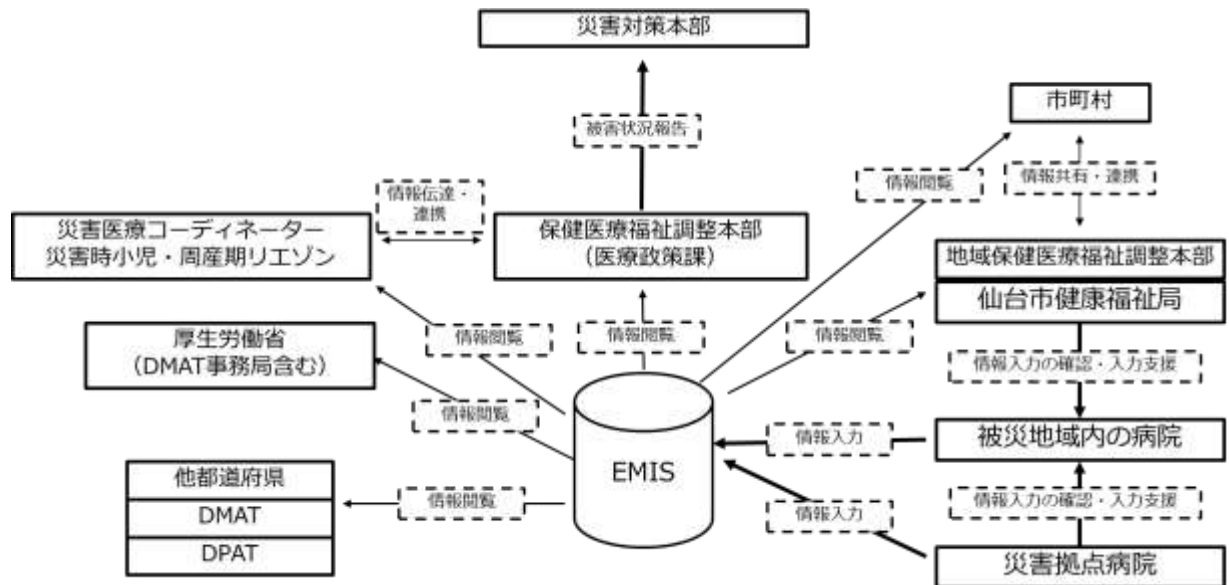 災害対策本部
市町村
被害状況報告
情報閲覧
情報共有・連携
情報伝達・
連携
災害医療コーディネーター
災害時小児・周産期リエゾン
保健医療福祉調整本部
（医療政策課）
地域保健医療福祉調整本部
仙台市健康福祉局
厚生労働省
（DMAT事務局含む）
情報閲覧
情報閲覧
情報閲覧
情報入力の確認・入力支援
情報閲覧
EMIS
情報入力
被災地域内の病院
他都道府県
DMAT
DPAT
情報閲覧
情報入力
情報入力の確認・入力支援
災害拠点病院